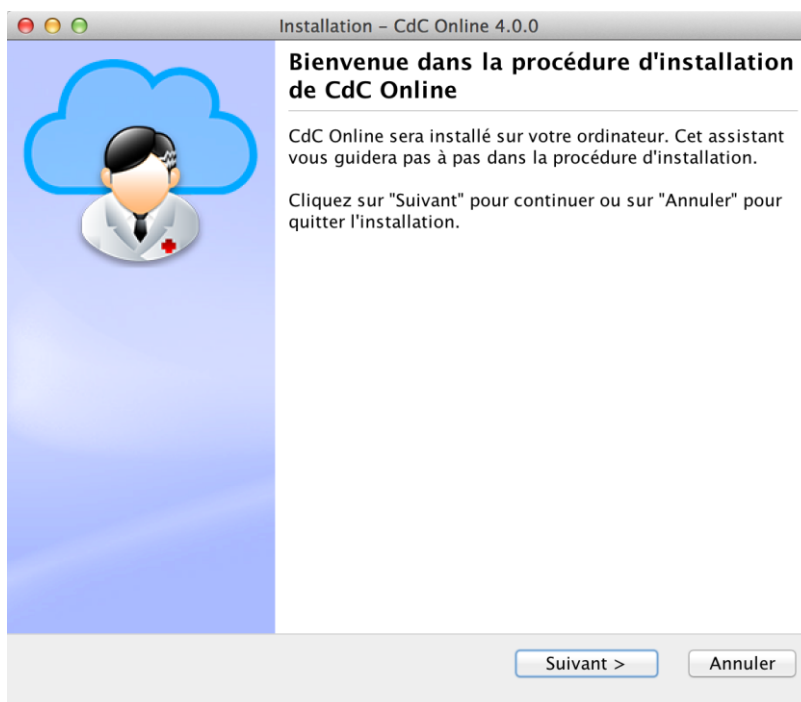 Installation – CdC Online 4.0.0
Bienvenue dans la procédure d'installation
de CdC Online
CdC Online sera installé sur votre ordinateur. Cet assistant
vous guidera pas à pas dans la procédure d'installation.
Cliquez sur "Suivant" pour continuer ou sur "Annuler" pour
quitter l'installation.
Suivant >
Annuler